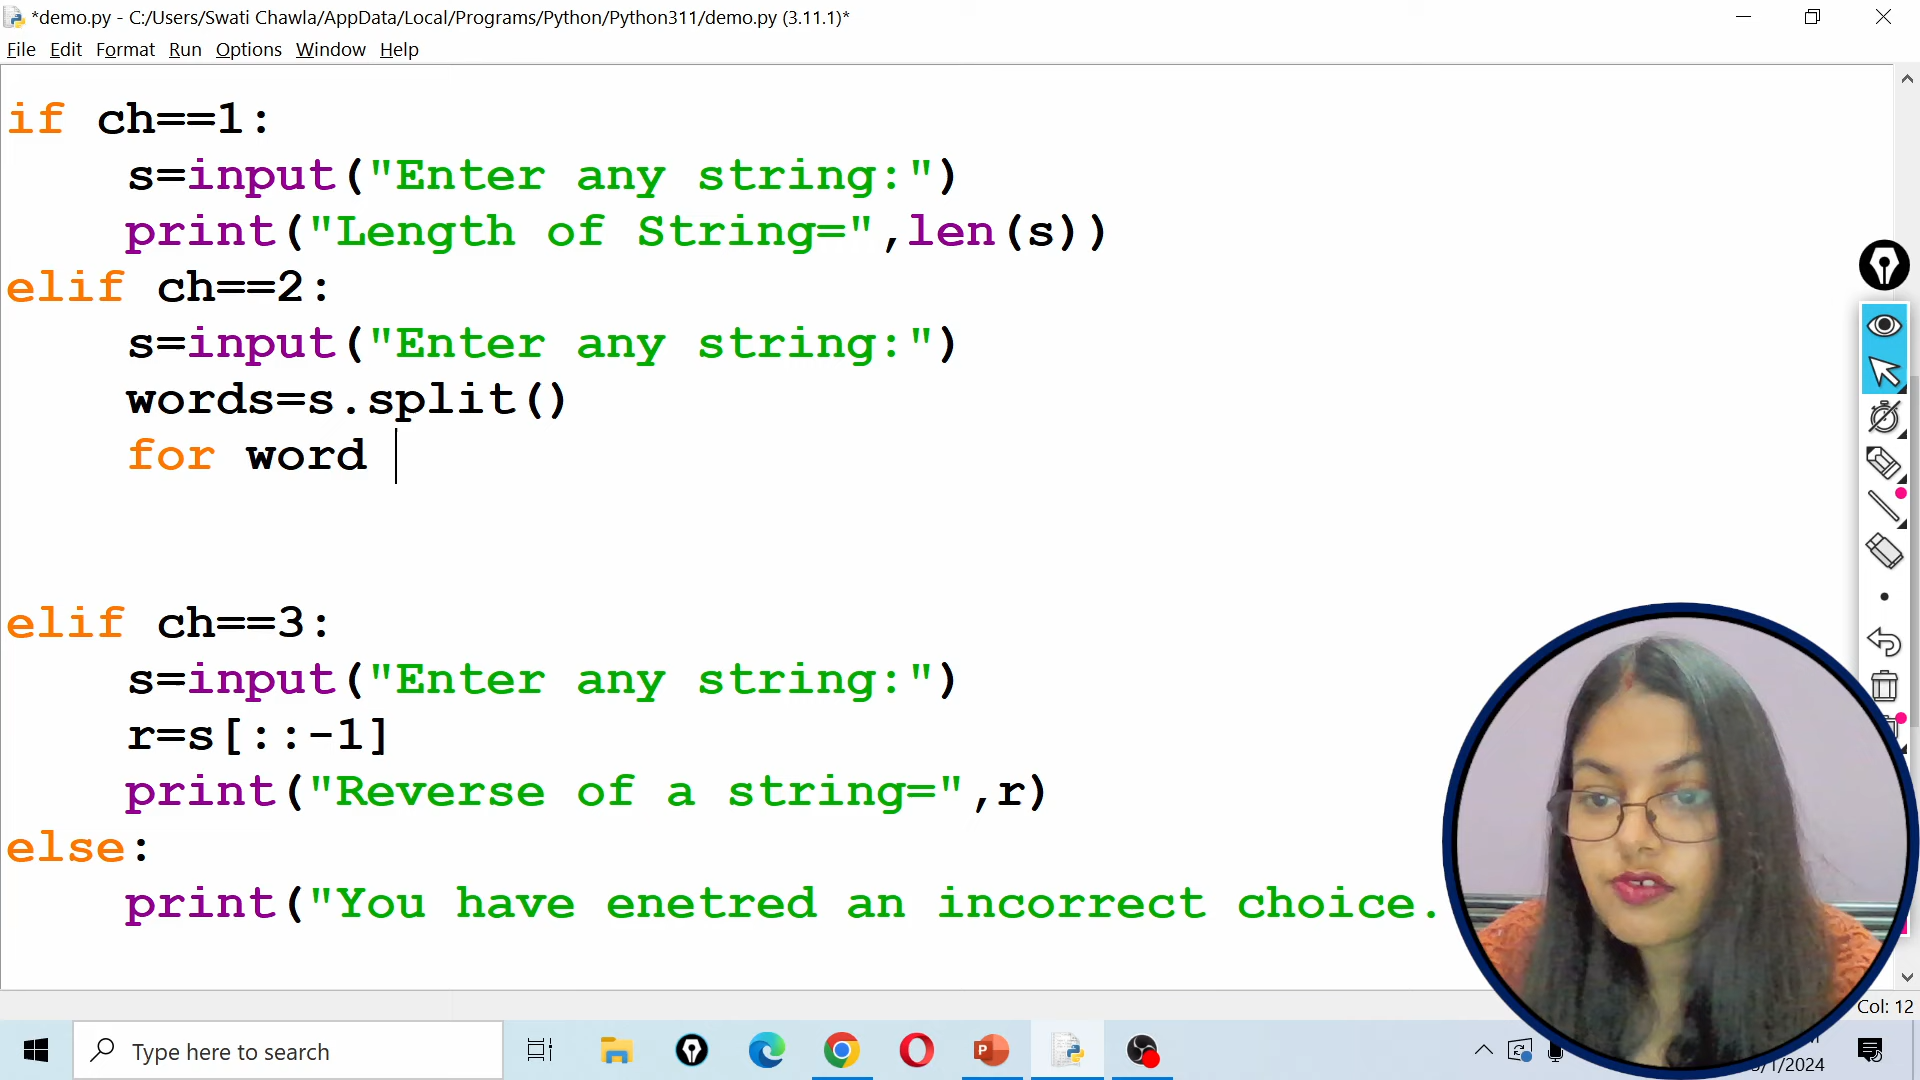 *demo.py - C:/Users/Swati Chawla/AppData/Local/Programs/Python/Python311/demo.py (3.11.1)*
File Edit Format Run Options Window Help
if ch==1:
    s=input("Enter any string:")
    print("Length of String=",len(s))
elif ch==2:
    s=input("Enter any string:")
    words=s.split()
    for word
elif ch==3:
    s=input("Enter any string:")
    r=s[::-1]
    print("Reverse of a string=",r)
else:
    print("You have enetred an incorrect choice.
Col: 12
Type here to search
/1/2024